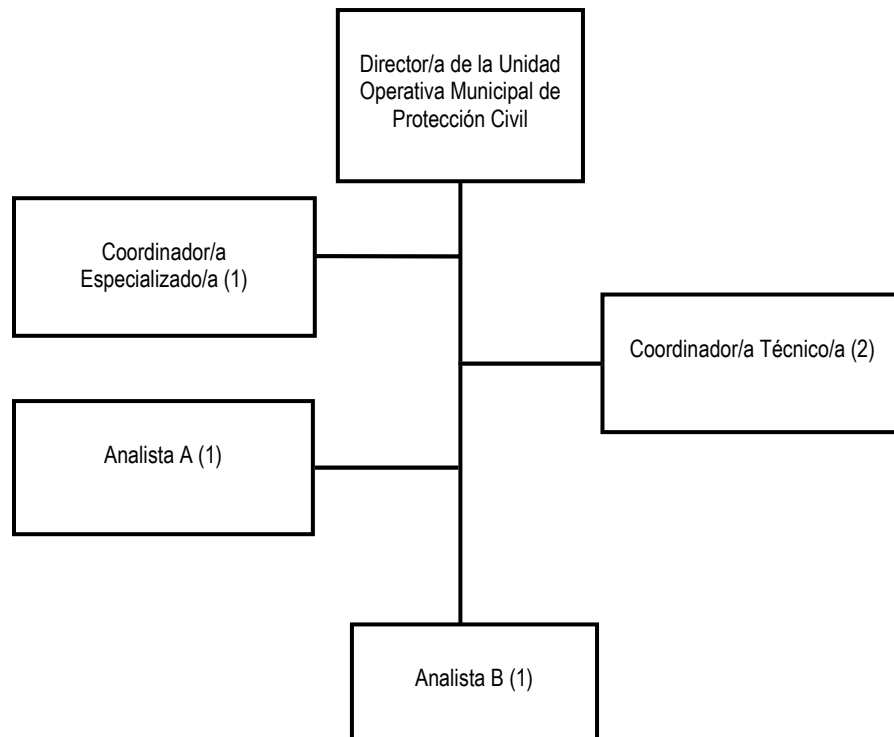 Director/a de la Unidad
Operativa Municipal de
Protección Civil
Coordinador/a
Especializado/a (1)
Coordinador/a Técnico/a (2)
Analista A (1)
Analista B (1)